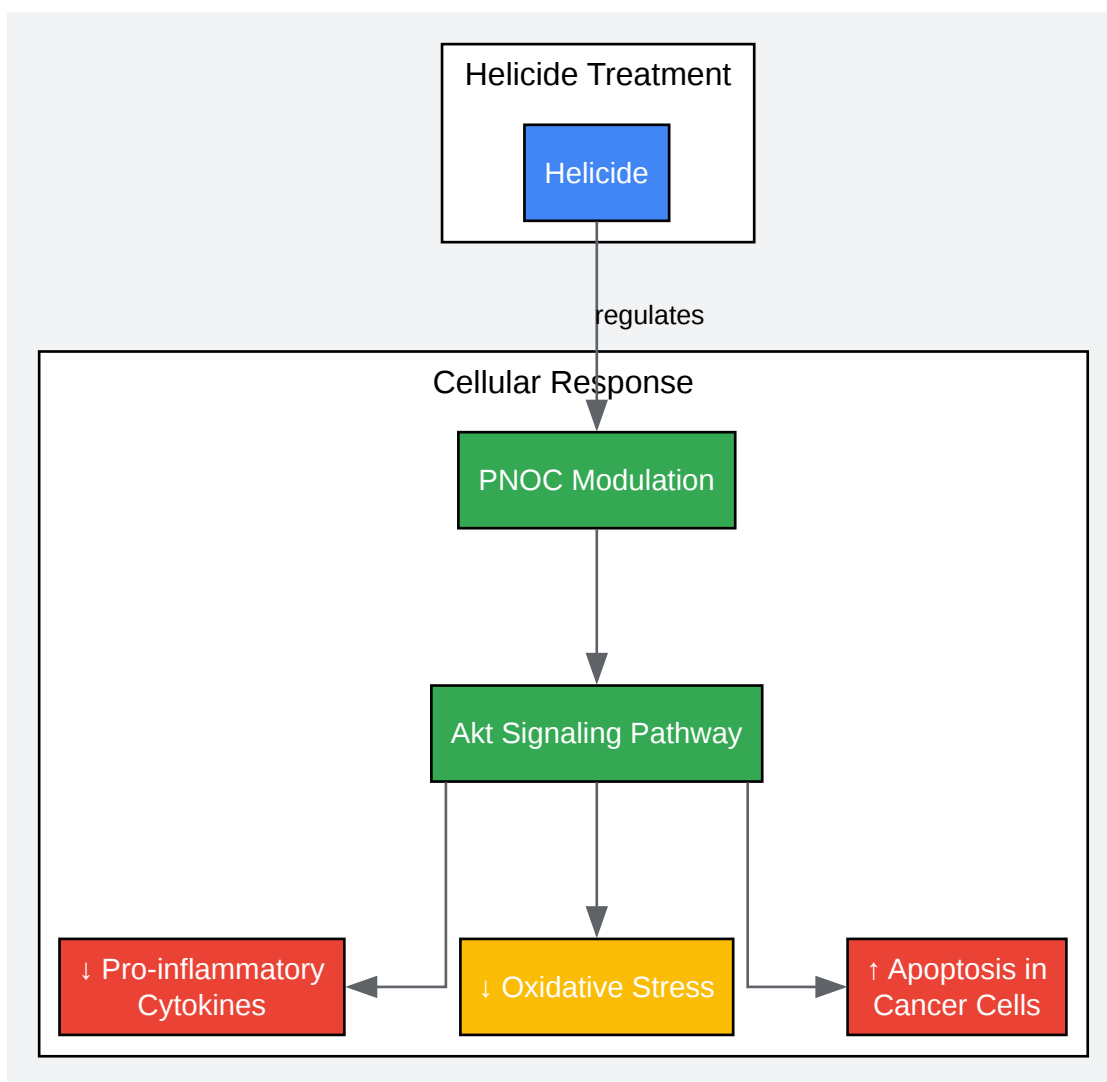 Helicide Treatment
Helicide
regulates
Cellular Response
PNOC Modulation
Akt Signaling Pathway
↓ Pro-inflammatory
Cytokines
↓ Oxidative Stress
↑ Apoptosis in
Cancer Cells